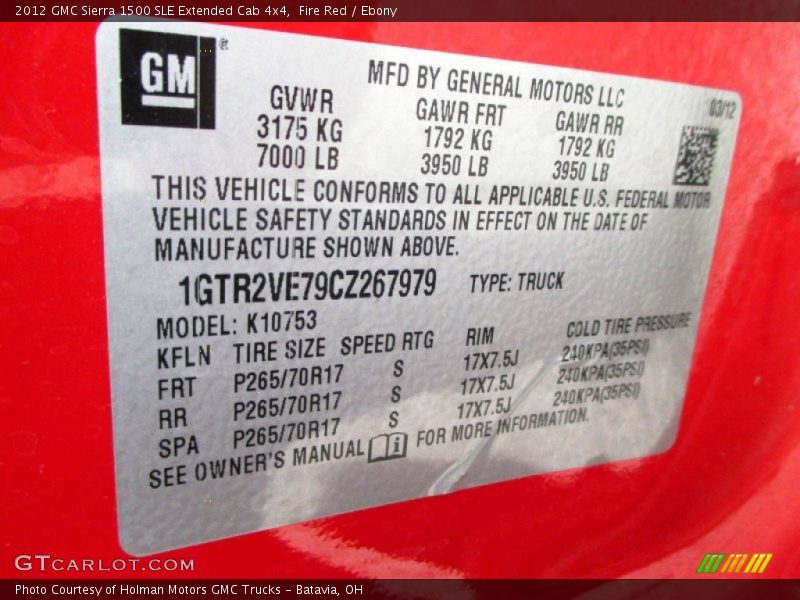 2012 GMC Sierra 1500 SLE Extended Cab 4x4,  Fire Red / Ebony
GM®
MFD BY GENERAL MOTORS LLC
03/12
GVWR GAWR FRT GAWR RR
3175 KG 1792 KG 1792 KG
7000 LB 3950 LB 3950 LB
THIS VEHICLE CONFORMS TO ALL APPLICABLE U.S. FEDERAL MOTOR
VEHICLE SAFETY STANDARDS IN EFFECT ON THE DATE OF
MANUFACTURE SHOWN ABOVE.
1GTR2VE79CZ267979 TYPE: TRUCK
MODEL: K10753
KFLN TIRE SIZE SPEED RTG RIM COLD TIRE PRESSURE
FRT P265/70R17 S 17X7.5J 240KPA(35PSI)
RR P265/70R17 S 17X7.5J 240KPA(35PSI)
SPA P265/70R17 S 17X7.5J 240KPA(35PSI)
SEE OWNER'S MANUAL i FOR MORE INFORMATION.
GTCARLOT.COM
Photo Courtesy of Holman Motors GMC Trucks - Batavia, OH